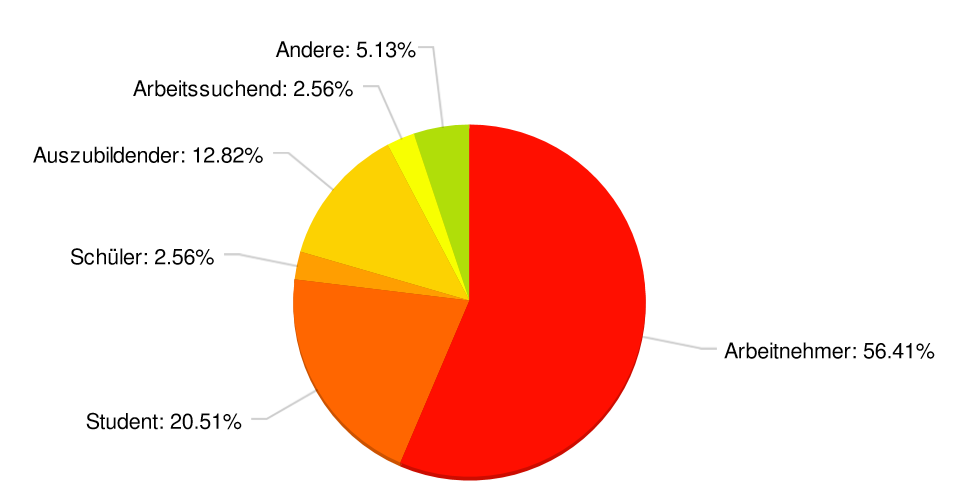 Andere: 5.13%
Arbeitssuchend: 2.56%
Auszubildender: 12.82%
Schüler: 2.56%
Arbeitnehmer: 56.41%
Student: 20.51%